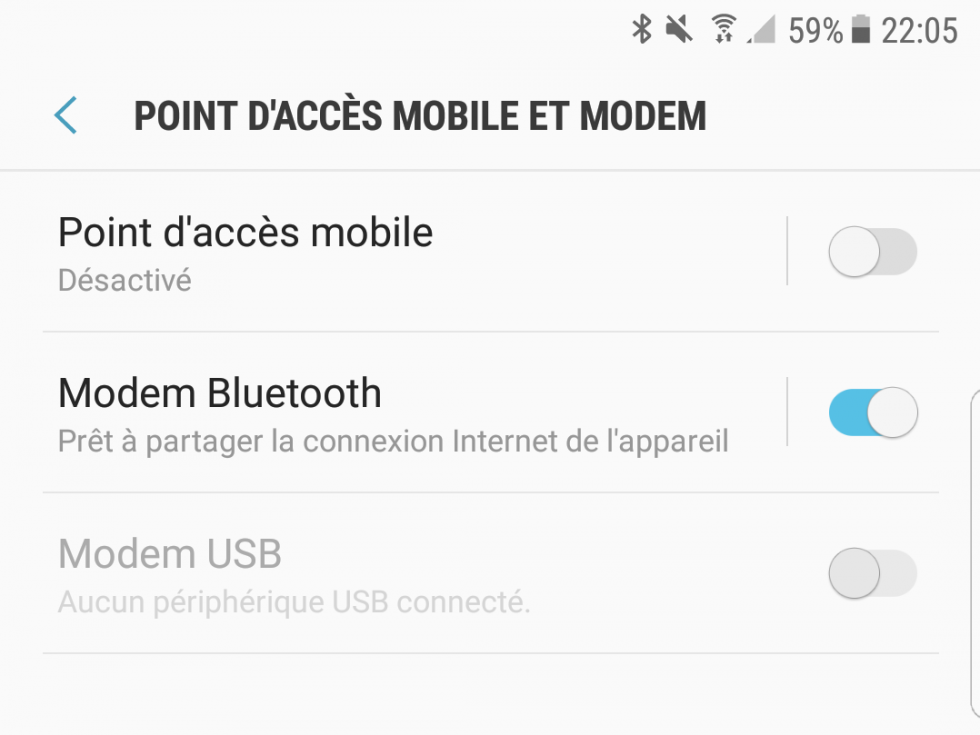 59% 22:05
POINT D'ACCÈS MOBILE ET MODEM
Point d'accès mobile
Désactivé
Modem Bluetooth
Prêt à partager la connexion Internet de l'appareil
Modem USB
Aucun périphérique USB connecté.